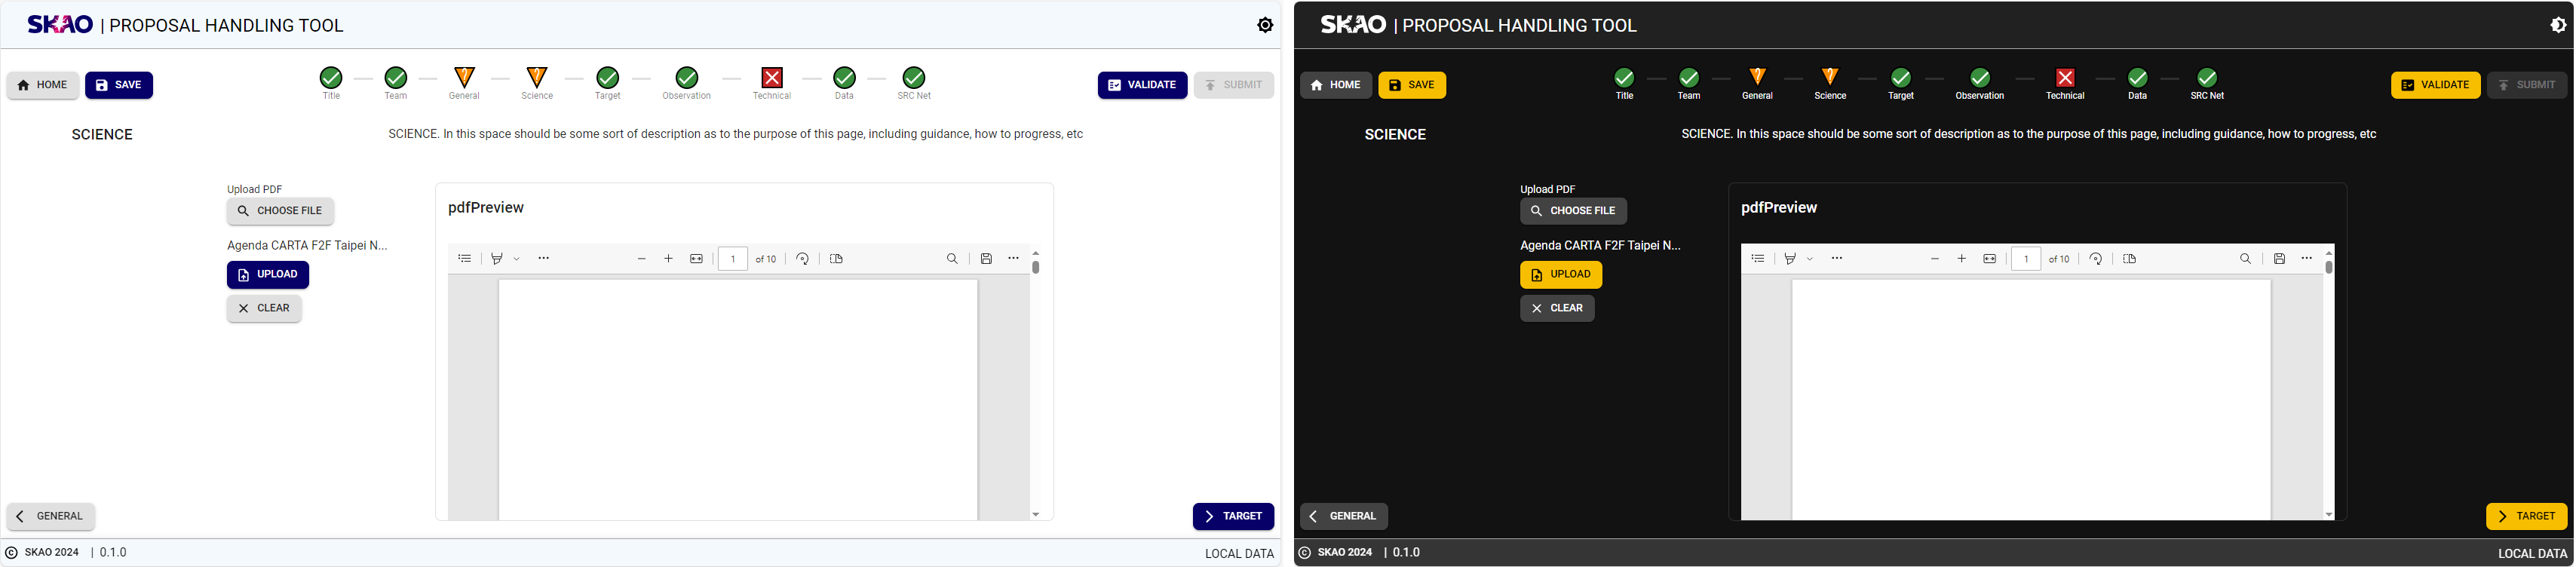 SKAO | PROPOSAL HANDLING TOOL
HOME SAVE
Title Team General Science Target Observation Technical Data SRC Net
VALIDATE SUBMIT
SCIENCE
SCIENCE. In this space should be some sort of description as to the purpose of this page, including guidance, how to progress, etc
Upload PDF
CHOOSE FILE
Agenda CARTA F2F Taipei N...
UPLOAD
CLEAR
pdfPreview
1 of 10
GENERAL
TARGET
© SKAO 2024 | 0.1.0
LOCAL DATA
SKAO | PROPOSAL HANDLING TOOL
HOME SAVE
Title Team General Science Target Observation Technical Data SRC Net
VALIDATE SUBMIT
SCIENCE
SCIENCE. In this space should be some sort of description as to the purpose of this page, including guidance, how to progress, etc
Upload PDF
CHOOSE FILE
Agenda CARTA F2F Taipei N...
UPLOAD
CLEAR
pdfPreview
1 of 10
GENERAL
TARGET
© SKAO 2024 | 0.1.0
LOCAL DATA